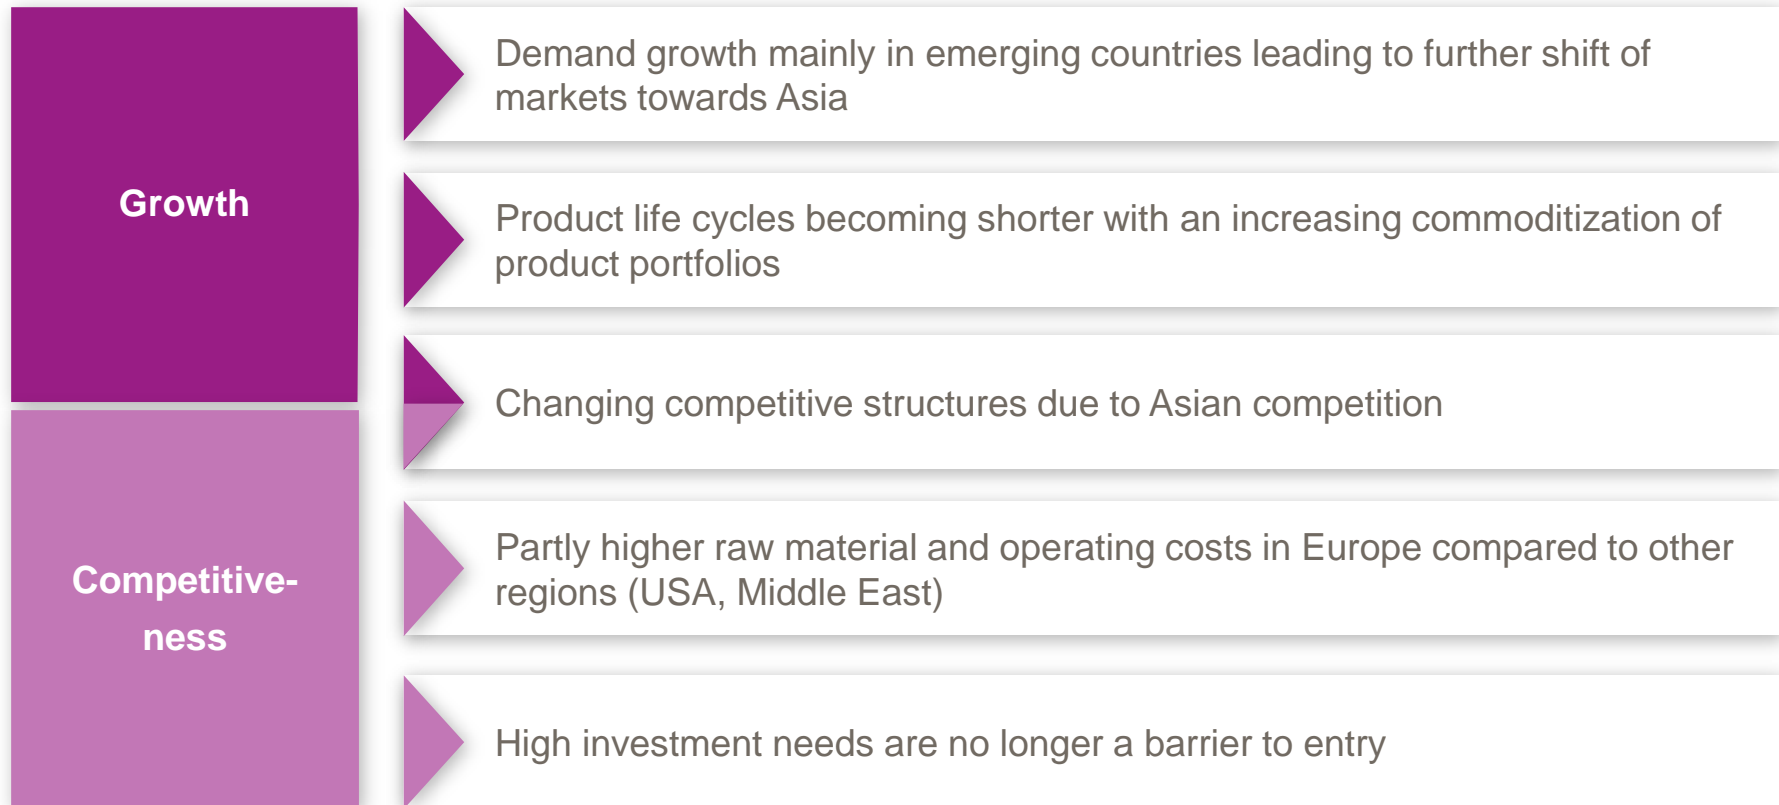 Growth
Demand growth mainly in emerging countries leading to further shift of
markets towards Asia
Product life cycles becoming shorter with an increasing commoditization of
product portfolios
Changing competitive structures due to Asian competition
Competitive-
ness
Partly higher raw material and operating costs in Europe compared to other
regions (USA, Middle East)
High investment needs are no longer a barrier to entry